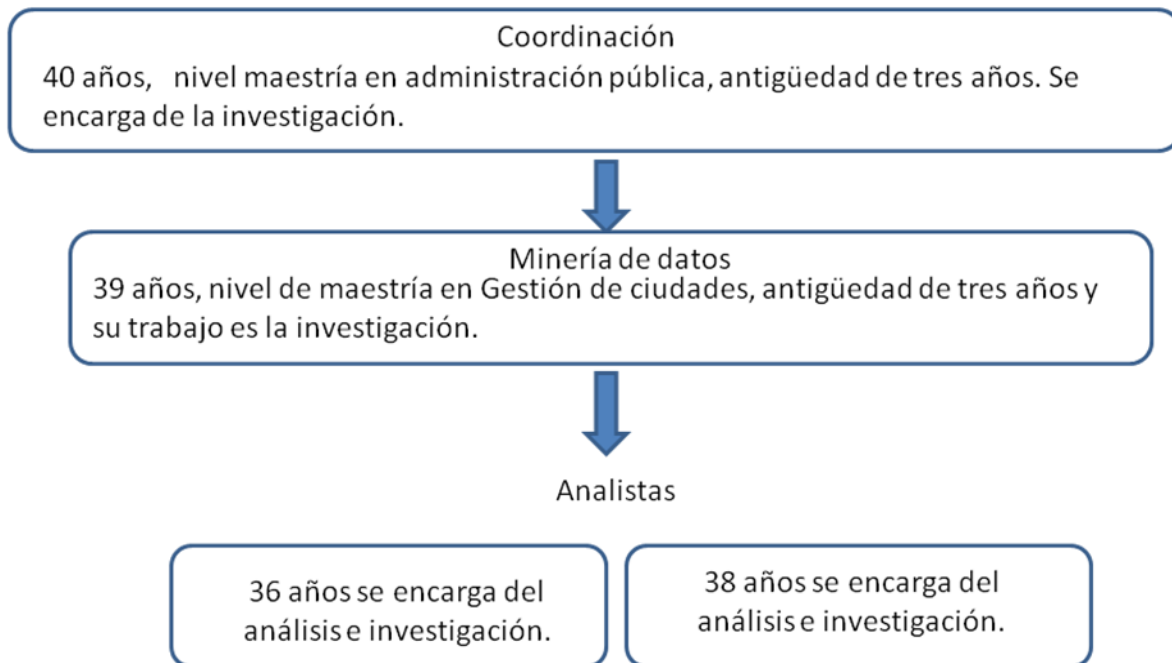 Coordinación
40 años, nivel maestría en administración pública, antigüedad de tres años. Se
encarga de la investigación.
Minería de datos
39 años, nivel de maestría en Gestión de ciudades, antigüedad de tres años y
su trabajo es la investigación.
Analistas
36 años se encarga del
análisis e investigación.
38 años se encarga del
análisis e investigación.